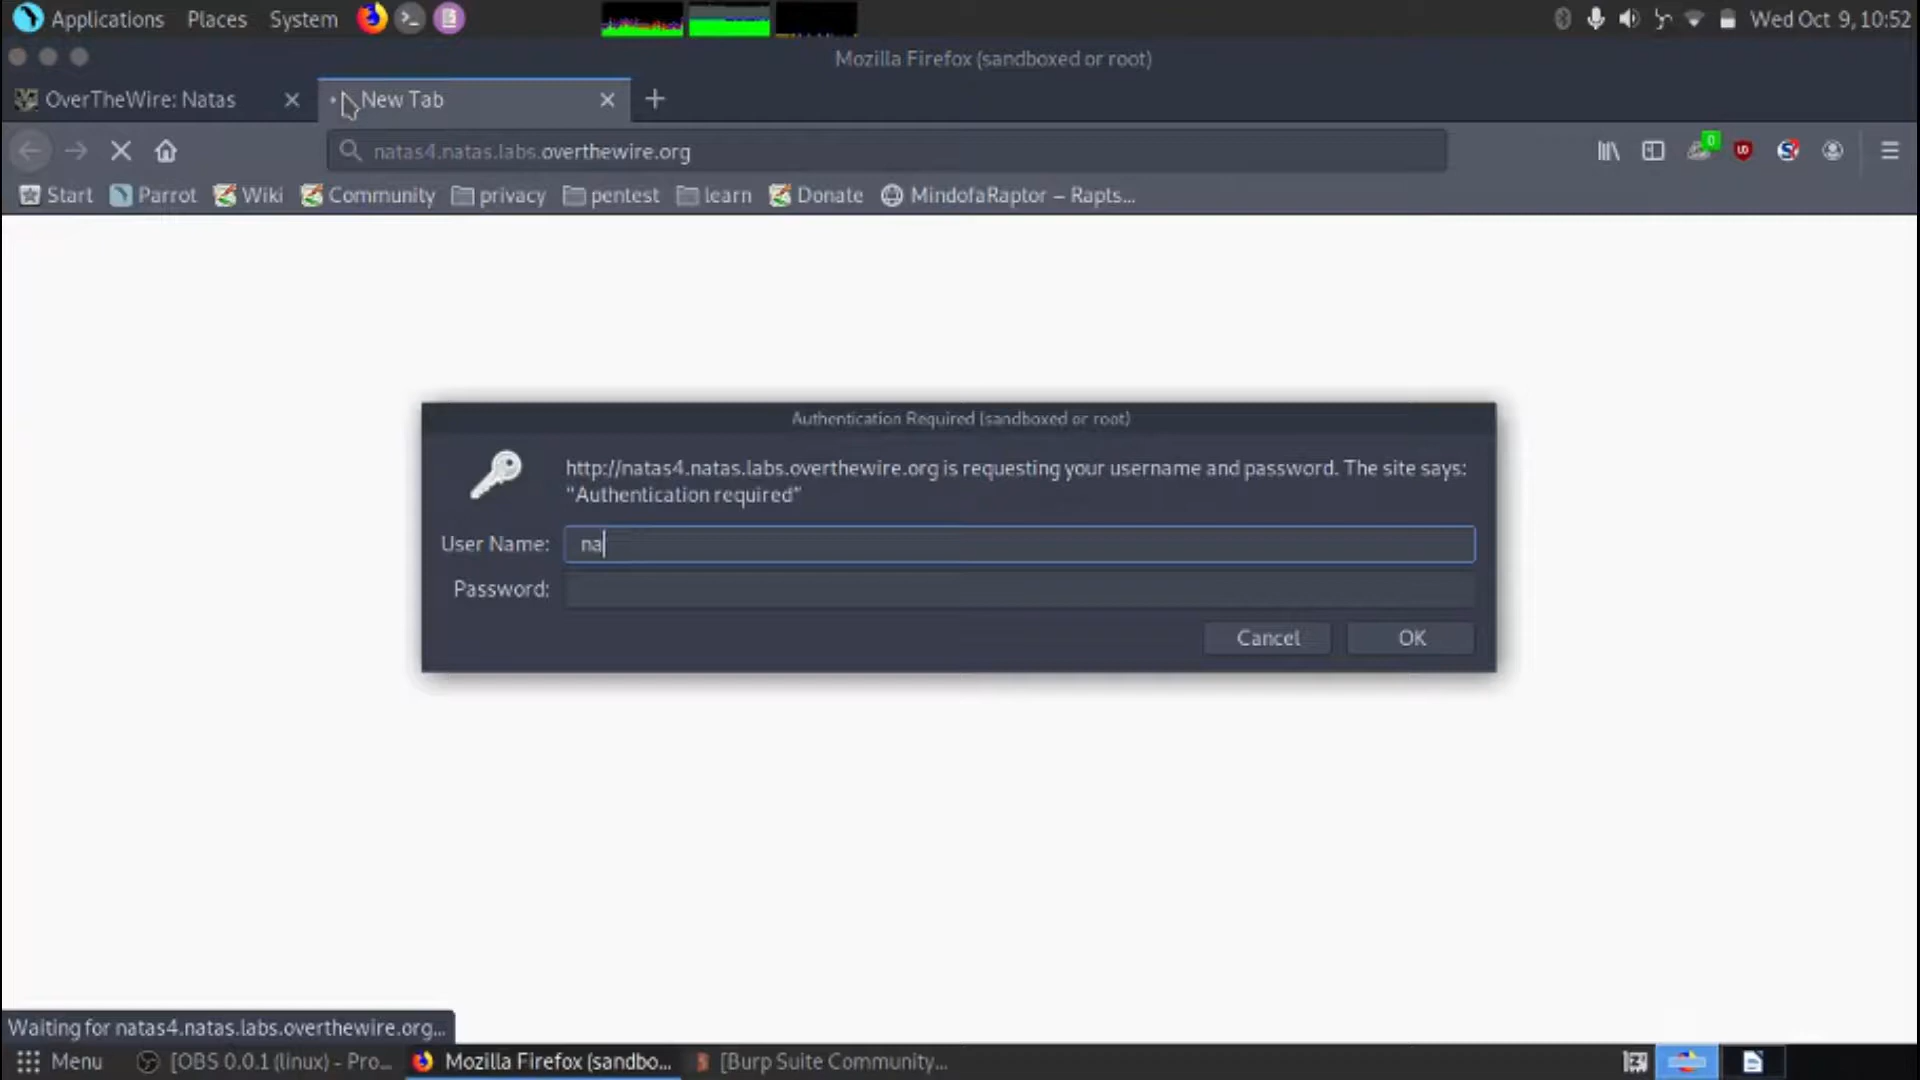 Applications Places System Wed Oct 9, 10:52
Mozilla Firefox (sandboxed or root)
OverTheWire: Natas New Tab
natas4.natas.labs.overthewire.org
0
Start Parrot Wiki Community privacy pentest learn Donate MindofaRaptor – Rapts...
Authentication Required (sandboxed or root)
http://natas4.natas.labs.overthewire.org is requesting your username and password. The site says:
"Authentication required"
User Name: na
Password:
Cancel OK
Waiting for natas4.natas.labs.overthewire.org...
Menu [OBS 0.0.1 (linux) - Pro... Mozilla Firefox (sandbo... [Burp Suite Community...